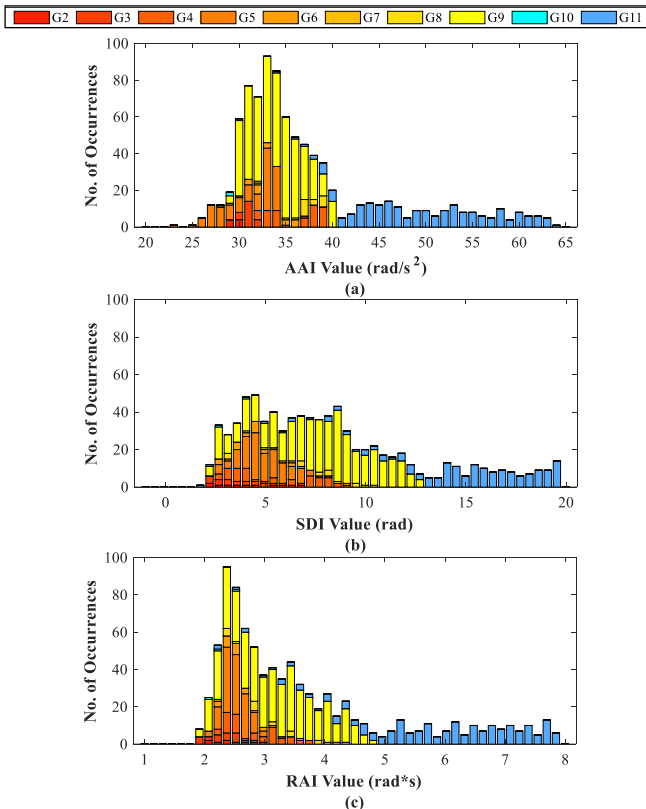 G2 G3 G4 G5 G6 G7 G8 G9 G10 G11
100
80
60
40
20
0
No. of Occurrences
20 25 30 35 40 45 50 55 60 65
AAI Value (rad/s²)
(a)
100
80
60
40
20
0
No. of Occurrences
0 5 10 15 20
SDI Value (rad)
(b)
100
80
60
40
20
0
No. of Occurrences
1 2 3 4 5 6 7 8
RAI Value (rad*s)
(c)